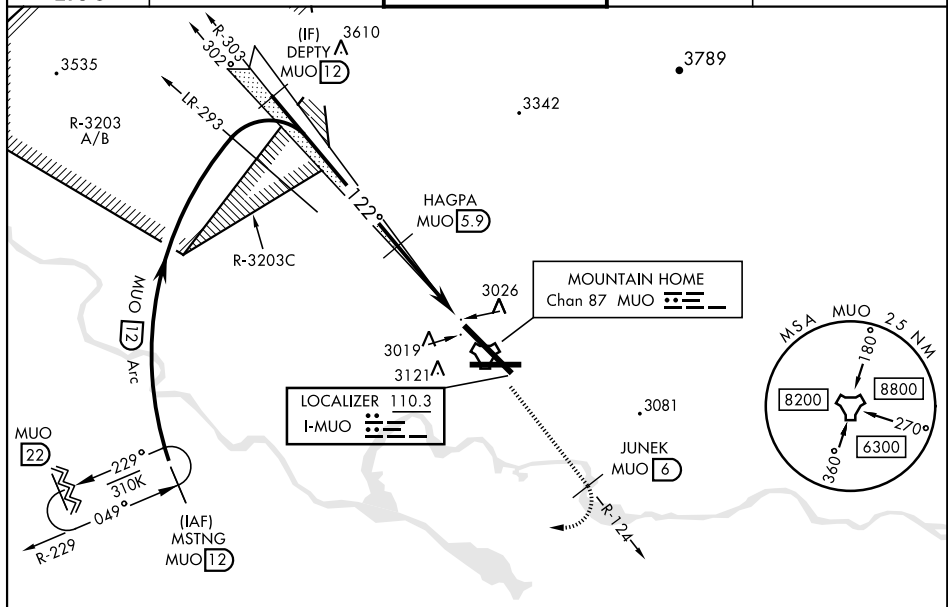 (IF)
DEPTY
MUO 12
3610
R-303
302°
3535
3789
LR-293
3342
R-3203
A/B
122°
HAGPA
MUO 5.9
R-3203C
MUO 12 Arc
MOUNTAIN HOME
Chan 87 MUO
3026
3019
3121
LOCALIZER 110.3
I-MUO
MSA MUO 25 NM
180°
8200
8800
270°
6300
360°
3081
JUNEK
MUO 6
R-124
MUO
22
229°
310K
049°
R-229
(IAF)
MSTNG
MUO 12